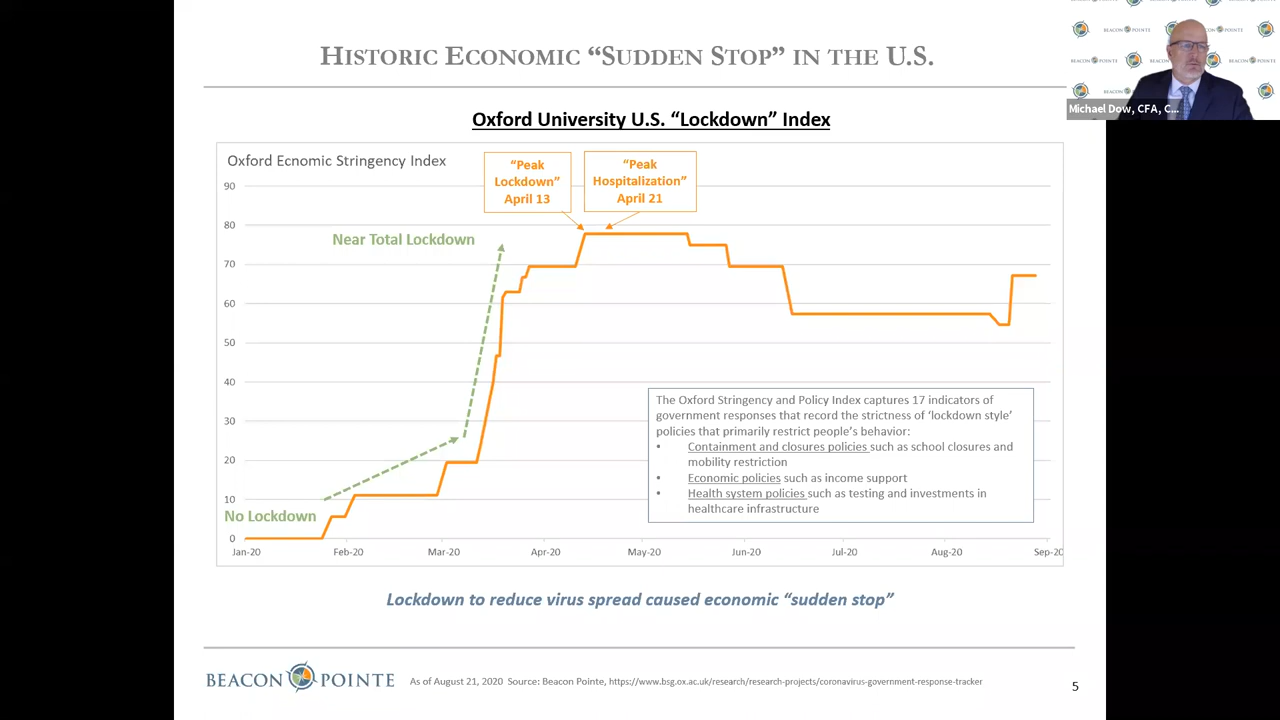 HISTORIC ECONOMIC “SUDDEN STOP” IN THE U.S.
BEACON POINTE
BEACON POINTE
BEACON POINTE
Michael Dow, CFA, C...
Oxford University U.S. “Lockdown” Index
Oxford Ecnomic Stringency Index
“Peak
Lockdown”
April 13
“Peak
Hospitalization”
April 21
90
80
70
60
50
40
30
20
10
0
Near Total Lockdown
No Lockdown
The Oxford Stringency and Policy Index captures 17 indicators of
government responses that record the strictness of ‘lockdown style’
policies that primarily restrict people’s behavior:
• Containment and closures policies such as school closures and
mobility restriction
• Economic policies such as income support
• Health system policies such as testing and investments in
healthcare infrastructure
Jan-20 Feb-20 Mar-20 Apr-20 May-20 Jun-20 Jul-20 Aug-20 Sep-20
Lockdown to reduce virus spread caused economic “sudden stop”
BEACON POINTE
As of August 21, 2020 Source: Beacon Pointe, https://www.bsg.ox.ac.uk/research/research-projects/coronavirus-government-response-tracker
5